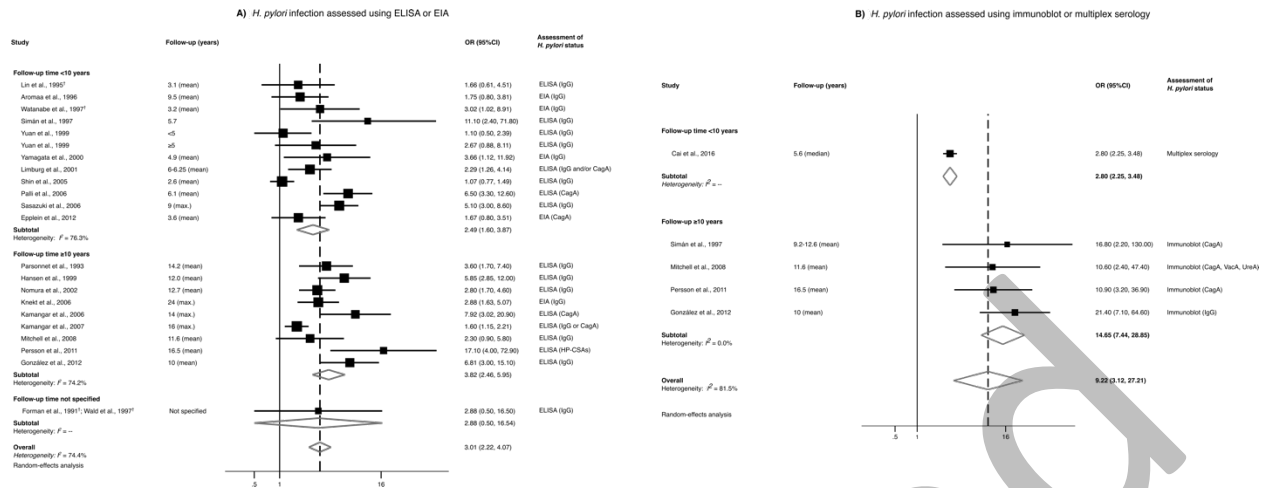 A) H. pylori infection assessed using ELISA or EIA
Study Follow-up (years) OR (95%CI) Assessment of H. pylori status
Follow-up time <10 years
Lin et al., 1995† 3.1 (mean) 1.66 (0.61, 4.51) ELISA (IgG)
Aromaa et al., 1996 9.5 (mean) 1.75 (0.80, 3.81) EIA (IgG)
Watanabe et al., 1997† 3.2 (mean) 3.02 (1.02, 8.91) EIA (IgG)
Simán et al., 1997 5.7 11.10 (2.40, 71.80) ELISA (IgG)
Yuan et al., 1999 <5 1.10 (0.50, 2.39) ELISA (IgG)
Yuan et al., 1999 ≥5 2.67 (0.88, 8.11) ELISA (IgG)
Yamagata et al., 2000 4.9 (mean) 3.66 (1.12, 11.92) EIA (IgG)
Limburg et al., 2001 6-6.25 (mean) 2.29 (1.26, 4.14) ELISA (IgG and/or CagA)
Shin et al., 2005 2.6 (mean) 1.07 (0.77, 1.49) ELISA (IgG)
Palli et al., 2006 6.1 (mean) 6.50 (3.30, 12.60) ELISA (CagA)
Sasazuki et al., 2006 9 (max.) 5.10 (3.00, 8.60) ELISA (IgG)
Epplein et al., 2012 3.6 (mean) 1.67 (0.80, 3.51) EIA (CagA)
Subtotal 2.49 (1.60, 3.87)
Heterogeneity: I² = 76.3%
Follow-up time ≥10 years
Parsonnet et al., 1993 14.2 (mean) 3.60 (1.70, 7.40) ELISA (IgG)
Hansen et al., 1999 12.0 (mean) 5.85 (2.85, 12.00) ELISA (IgG)
Nomura et al., 2002 12.7 (mean) 2.80 (1.70, 4.60) ELISA (IgG)
Knekt et al., 2006 24 (max.) 2.88 (1.63, 5.07) EIA (IgG)
Kamangar et al., 2006 14 (max.) 7.92 (3.02, 20.90) ELISA (CagA)
Kamangar et al., 2007 16 (max.) 1.60 (1.15, 2.21) ELISA (IgG or CagA)
Mitchell et al., 2008 11.6 (mean) 2.30 (0.90, 5.80) ELISA (IgG)
Persson et al., 2011 16.5 (mean) 17.10 (4.00, 72.90) ELISA (HP-CSAs)
González et al., 2012 10 (mean) 6.81 (3.00, 15.10) ELISA (IgG)
Subtotal 3.82 (2.46, 5.95)
Heterogeneity: I² = 74.2%
Follow-up time not specified
Forman et al., 1991†; Wald et al., 1997† Not specified 2.88 (0.50, 16.50) ELISA (IgG)
Subtotal 2.88 (0.50, 16.54)
Heterogeneity: I² = --
Overall 3.01 (2.22, 4.07)
Heterogeneity: I² = 74.4%
Random-effects analysis
.5 1 16
B) H. pylori infection assessed using immunoblot or multiplex serology
Study Follow-up (years) OR (95%CI) Assessment of H. pylori status
Follow-up time <10 years
Cai et al., 2016 5.6 (median) 2.80 (2.25, 3.48) Multiplex serology
Subtotal 2.80 (2.25, 3.48)
Heterogeneity: I² = --
Follow-up ≥10 years
Simán et al., 1997 9.2-12.6 (mean) 16.80 (2.20, 130.00) Immunoblot (CagA)
Mitchell et al., 2008 11.6 (mean) 10.60 (2.40, 47.40) Immunoblot (CagA, VacA, UreA)
Persson et al., 2011 16.5 (mean) 10.90 (3.20, 36.90) Immunoblot (CagA)
González et al., 2012 10 (mean) 21.40 (7.10, 64.60) Immunoblot (IgG)
Subtotal 14.65 (7.44, 28.85)
Heterogeneity: I² = 0.0%
Overall 9.22 (3.12, 27.21)
Heterogeneity: I² = 81.5%
Random-effects analysis
.5 1 16